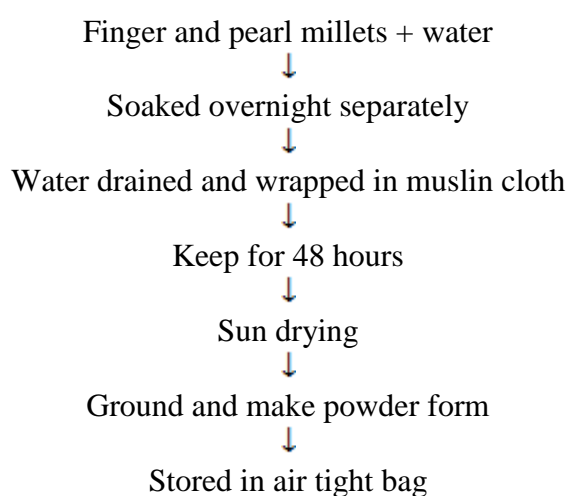 Finger and pearl millets + water
↓
Soaked overnight separately
↓
Water drained and wrapped in muslin cloth
↓
Keep for 48 hours
↓
Sun drying
↓
Ground and make powder form
↓
Stored in air tight bag